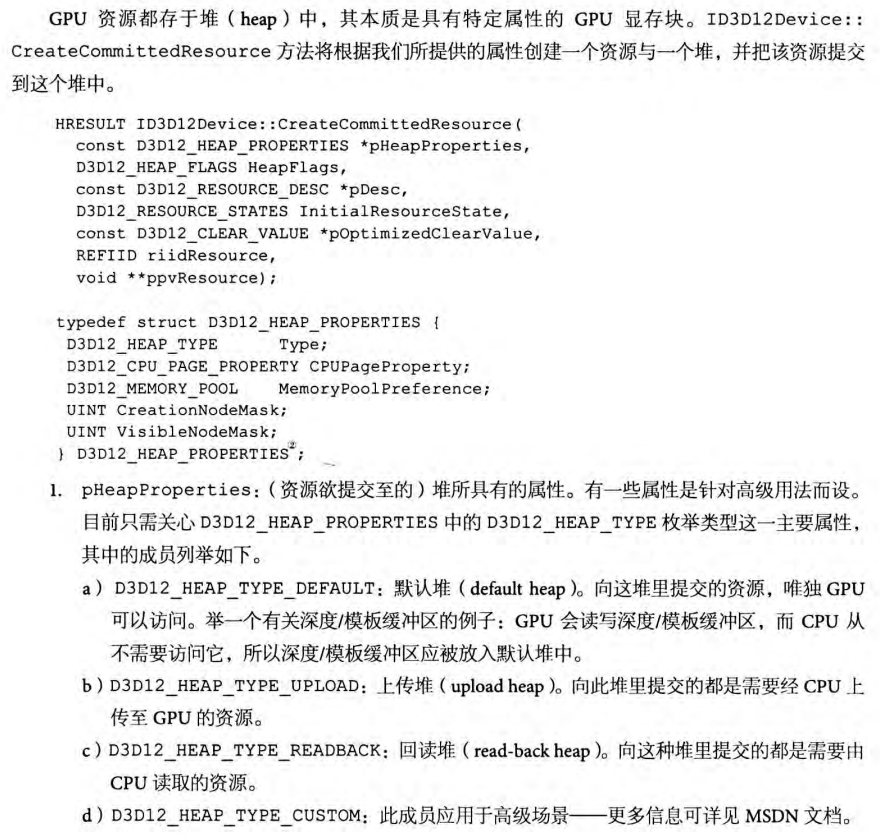 GPU 资源都存于堆（heap）中，其本质是具有特定属性的 GPU 显存块。ID3D12Device::
CreateCommittedResource 方法将根据我们所提供的属性创建一个资源与一个堆，并把该资源提交
到这个堆中。
HRESULT ID3D12Device::CreateCommittedResource(
const D3D12_HEAP_PROPERTIES *pHeapProperties,
D3D12_HEAP_FLAGS HeapFlags,
const D3D12_RESOURCE_DESC *pDesc,
D3D12_RESOURCE_STATES InitialResourceState,
const D3D12_CLEAR_VALUE *pOptimizedClearValue,
REFIID riidResource,
void **ppvResource);
typedef struct D3D12_HEAP_PROPERTIES {
D3D12_HEAP_TYPE Type;
D3D12_CPU_PAGE_PROPERTY CPUPageProperty;
D3D12_MEMORY_POOL MemoryPoolPreference;
UINT CreationNodeMask;
UINT VisibleNodeMask;
} D3D12_HEAP_PROPERTIES②;
1. pHeapProperties：（资源欲提交至的）堆所具有的属性。有一些属性是针对高级用法而设。
目前只需关心 D3D12_HEAP_PROPERTIES 中的 D3D12_HEAP_TYPE 枚举类型这一主要属性，
其中的成员列举如下。
a）D3D12_HEAP_TYPE_DEFAULT：默认堆（default heap）。向这堆里提交的资源，唯独 GPU
可以访问。举一个有关深度/模板缓冲区的例子：GPU 会读写深度/模板缓冲区，而 CPU 从
不需要访问它，所以深度/模板缓冲区应被放入默认堆中。
b）D3D12_HEAP_TYPE_UPLOAD：上传堆（upload heap）。向此堆里提交的都是需要经 CPU 上
传至 GPU 的资源。
c）D3D12_HEAP_TYPE_READBACK：回读堆（read-back heap）。向这种堆里提交的都是需要由
CPU 读取的资源。
d）D3D12_HEAP_TYPE_CUSTOM：此成员应用于高级场景——更多信息可详见 MSDN 文档。